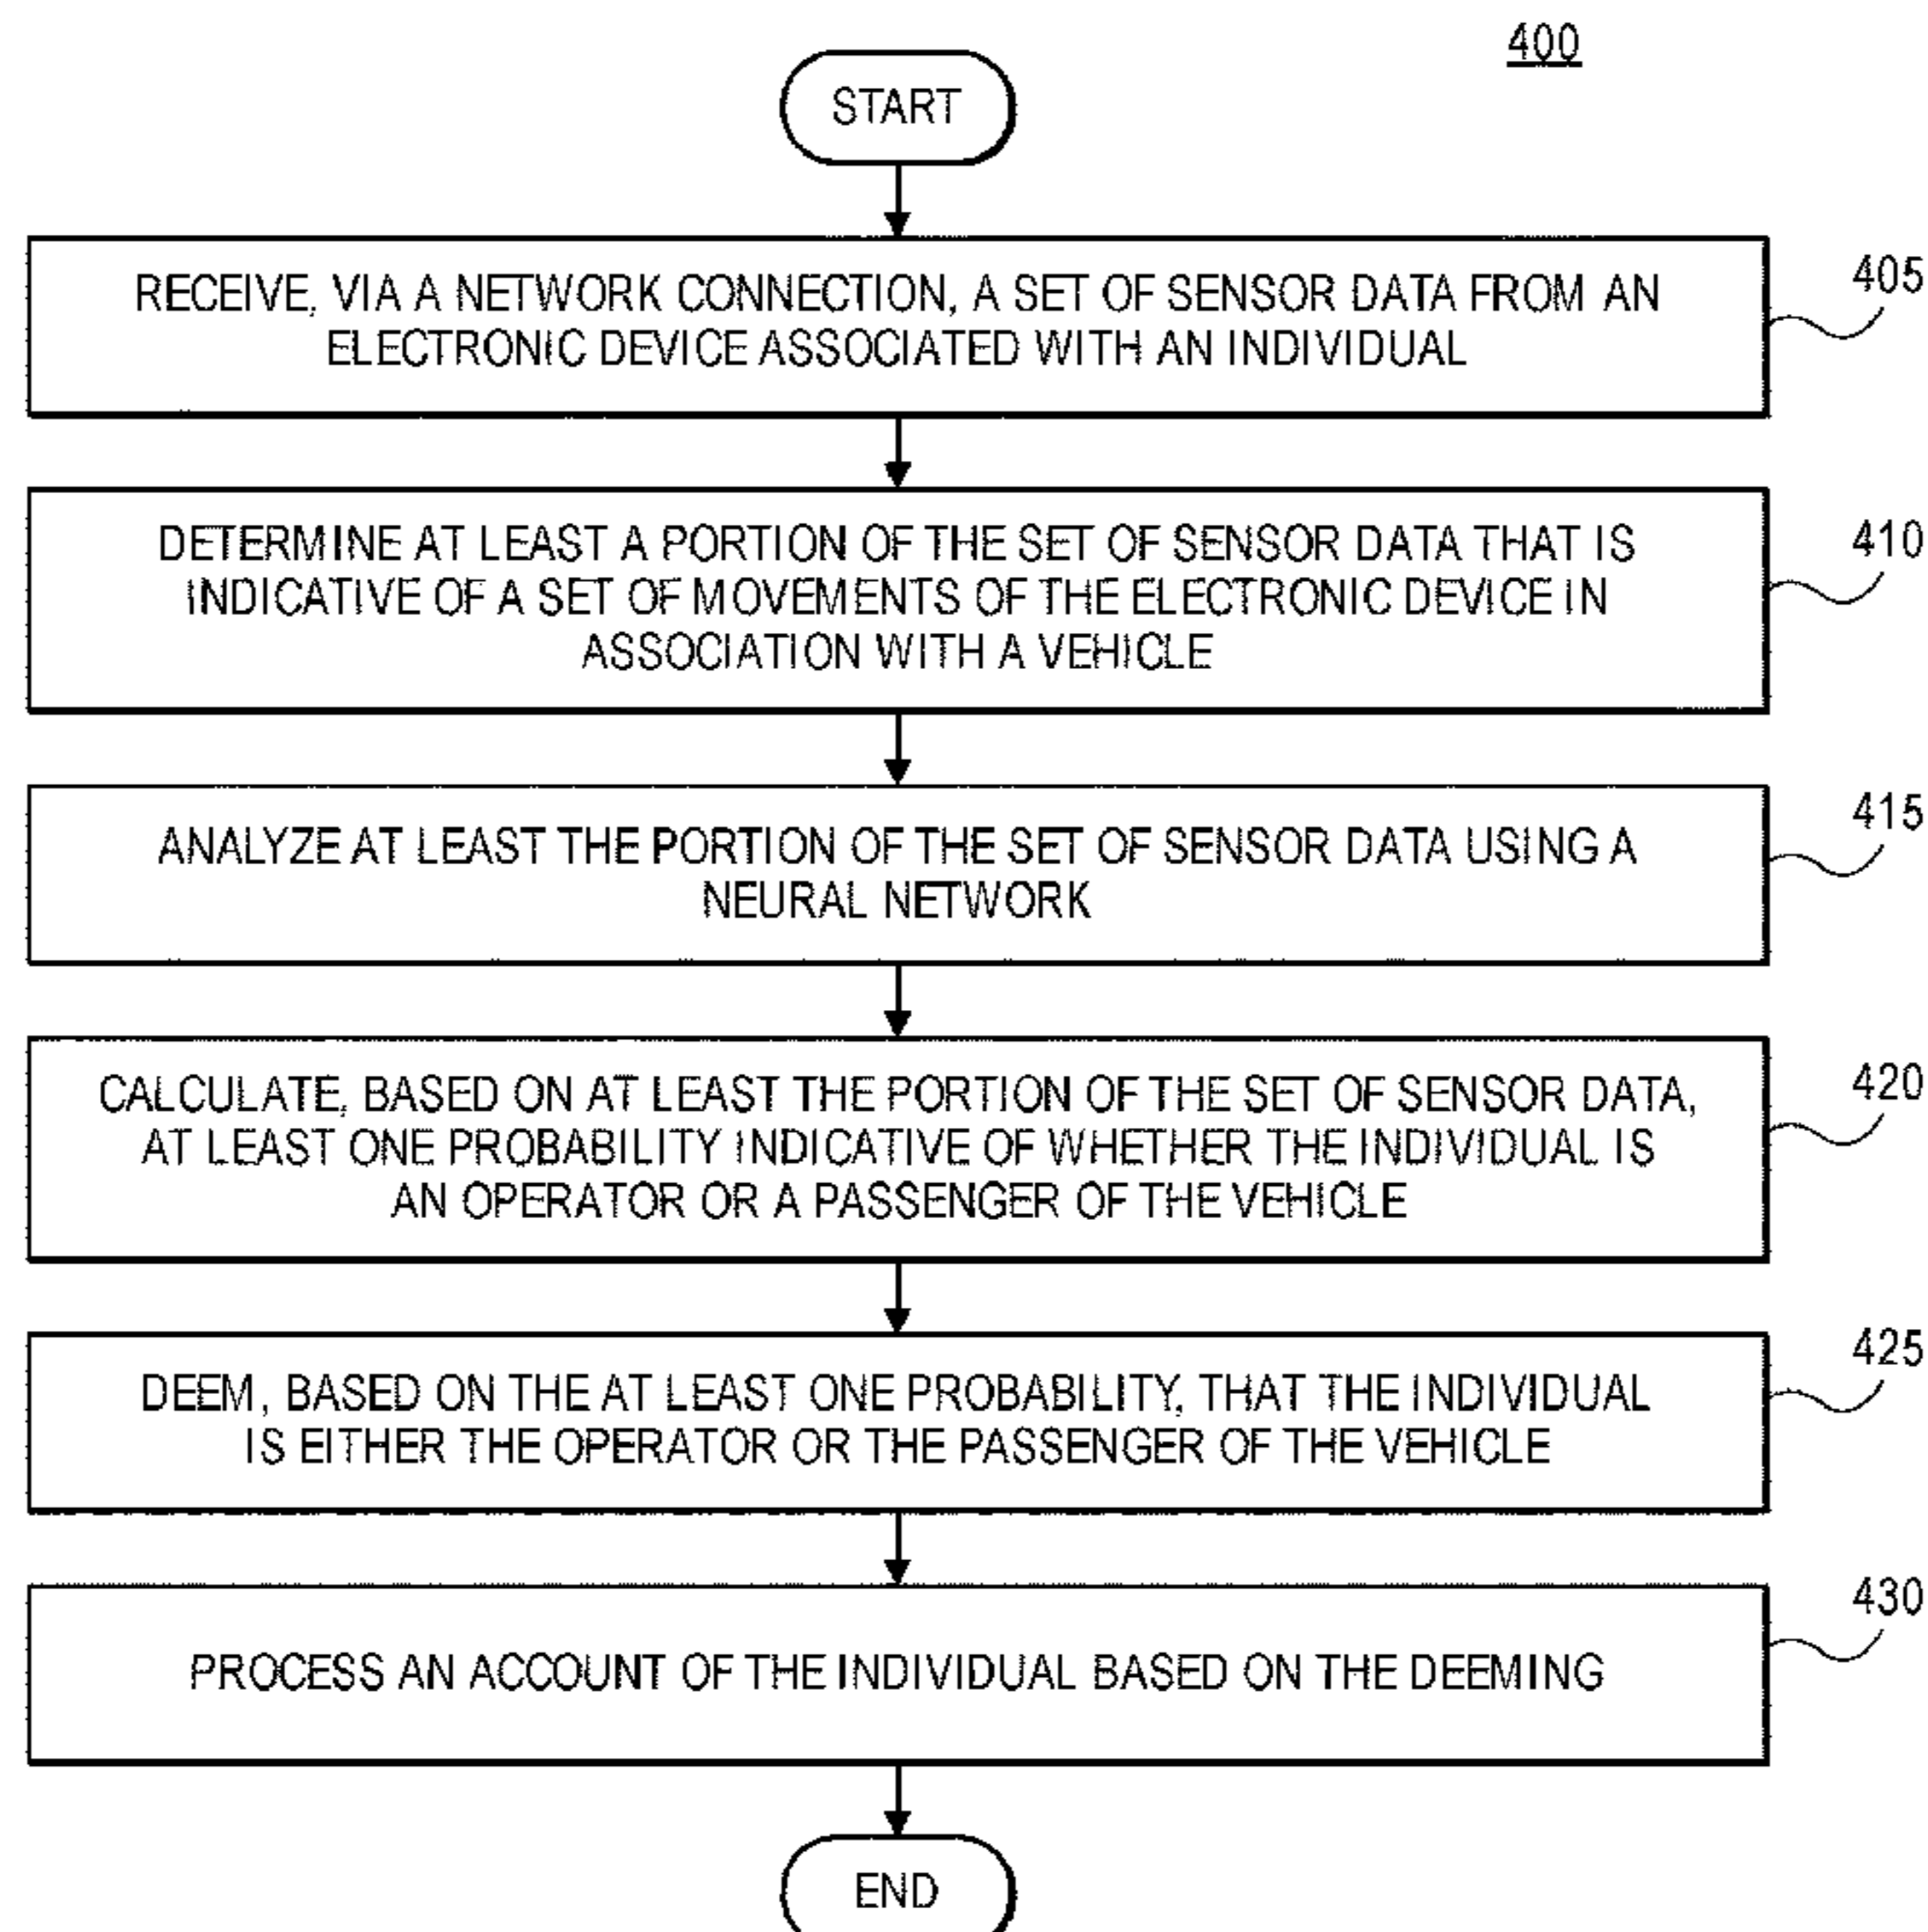 400
START
RECEIVE, VIA A NETWORK CONNECTION, A SET OF SENSOR DATA FROM AN
ELECTRONIC DEVICE ASSOCIATED WITH AN INDIVIDUAL
405
DETERMINE AT LEAST A PORTION OF THE SET OF SENSOR DATA THAT IS
INDICATIVE OF A SET OF MOVEMENTS OF THE ELECTRONIC DEVICE IN
ASSOCIATION WITH A VEHICLE
410
ANALYZE AT LEAST THE PORTION OF THE SET OF SENSOR DATA USING A
NEURAL NETWORK
415
CALCULATE, BASED ON AT LEAST THE PORTION OF THE SET OF SENSOR DATA,
AT LEAST ONE PROBABILITY INDICATIVE OF WHETHER THE INDIVIDUAL IS
AN OPERATOR OR A PASSENGER OF THE VEHICLE
420
DEEM, BASED ON THE AT LEAST ONE PROBABILITY, THAT THE INDIVIDUAL
IS EITHER THE OPERATOR OR THE PASSENGER OF THE VEHICLE
425
PROCESS AN ACCOUNT OF THE INDIVIDUAL BASED ON THE DEEMING
430
END